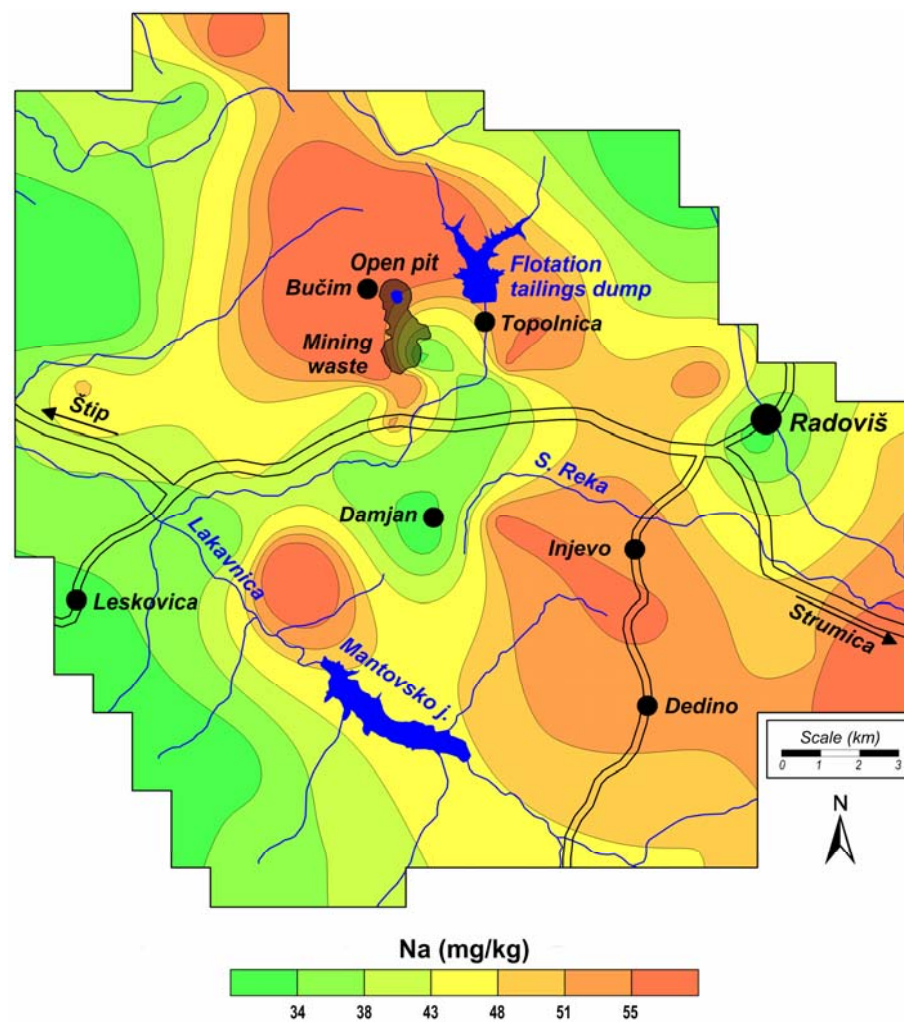 Open pit
Bučim
Flotation
tailings dump
Topolnica
Mining
waste
Štip
Radoviš
S. Reka
Damjan
Injevo
Lakavnica
Leskovica
Strumica
Mantovsko j.
Dedino
Scale (km)
0 1 2 3
N
Na (mg/kg)
34 38 43 48 51 55